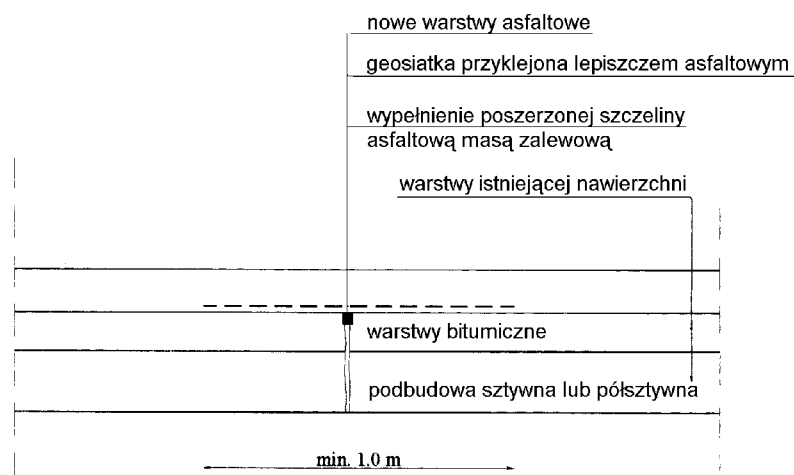 nowe warstwy asfaltowe
geosiatka przyklejona lepiszczem asfaltowym
wypełnienie poszerzonej szczeliny
asfaltową masą zalewową
warstwy istniejącej nawierzchni
warstwy bitumiczne
podbudowa sztywna lub półsztywna
min. 1.0 m